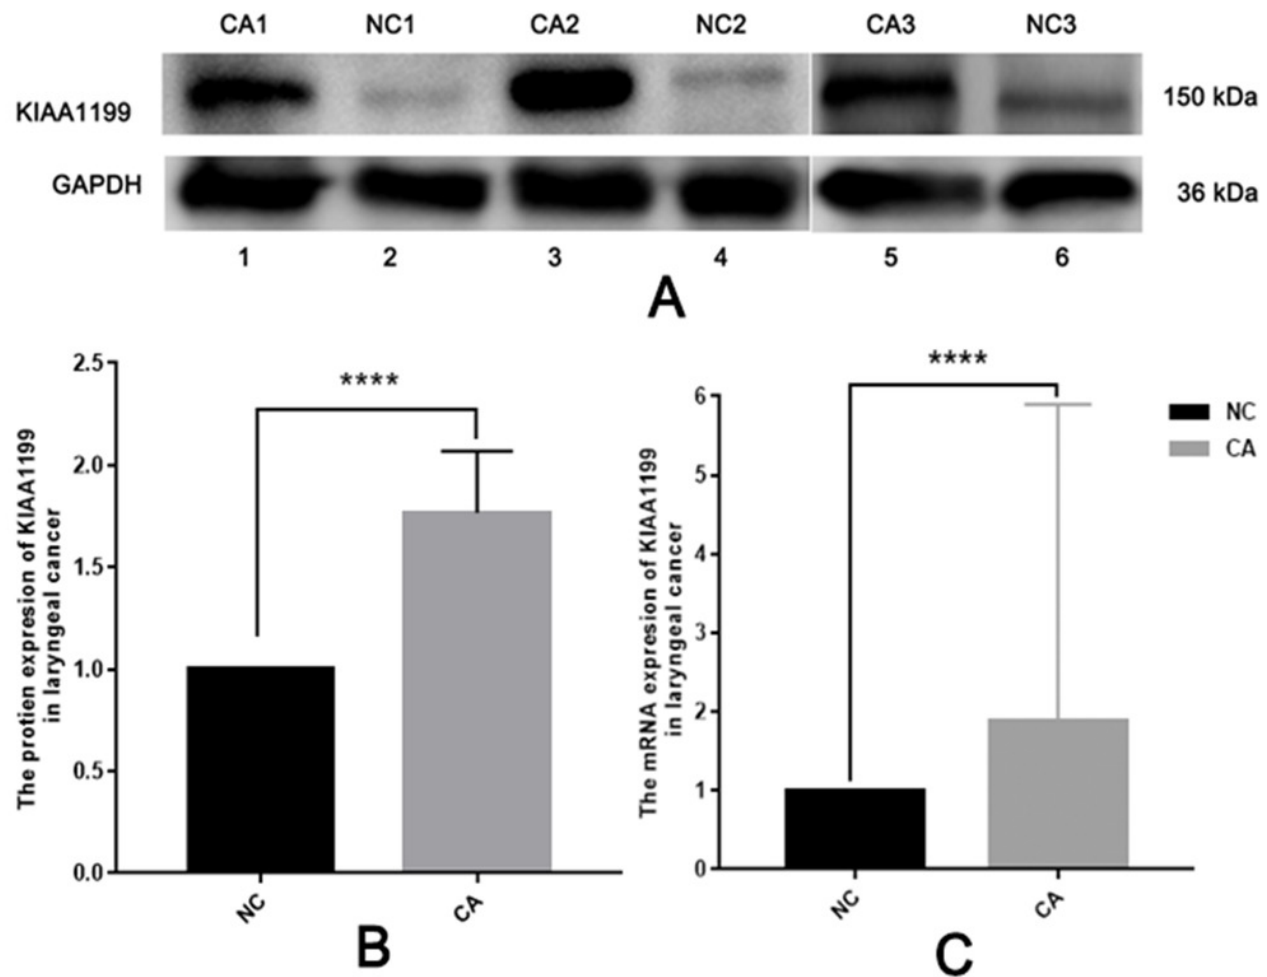 CA1 NC1 CA2 NC2 CA3 NC3
KIAA1199 150 kDa
GAPDH 36 kDa
1 2 3 4 5 6
A
The protien expresion of KIAA1199
in laryngeal cancer
2.5
2.0
1.5
1.0
0.5
0.0
****
NC CA
B
The mRNA expresion of KIAA1199
in laryngeal cancer
6
5
4
3
2
1
0
****
NC CA
NC
CA
C